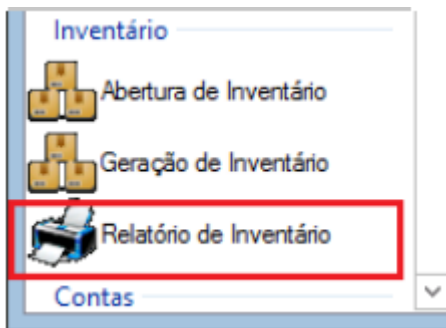 Inventário
Abertura de Inventário
Geração de Inventário
Relatório de Inventário
Contas